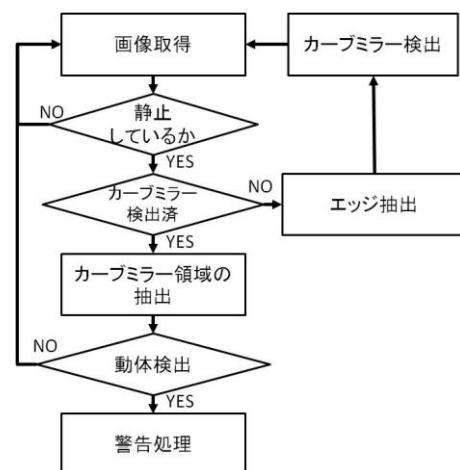 画像取得
カーブミラー検出
NO
静止
しているか
YES
カーブミラー
検出済
NO
エッジ抽出
YES
カーブミラー領域の
抽出
NO
動体検出
YES
警告処理